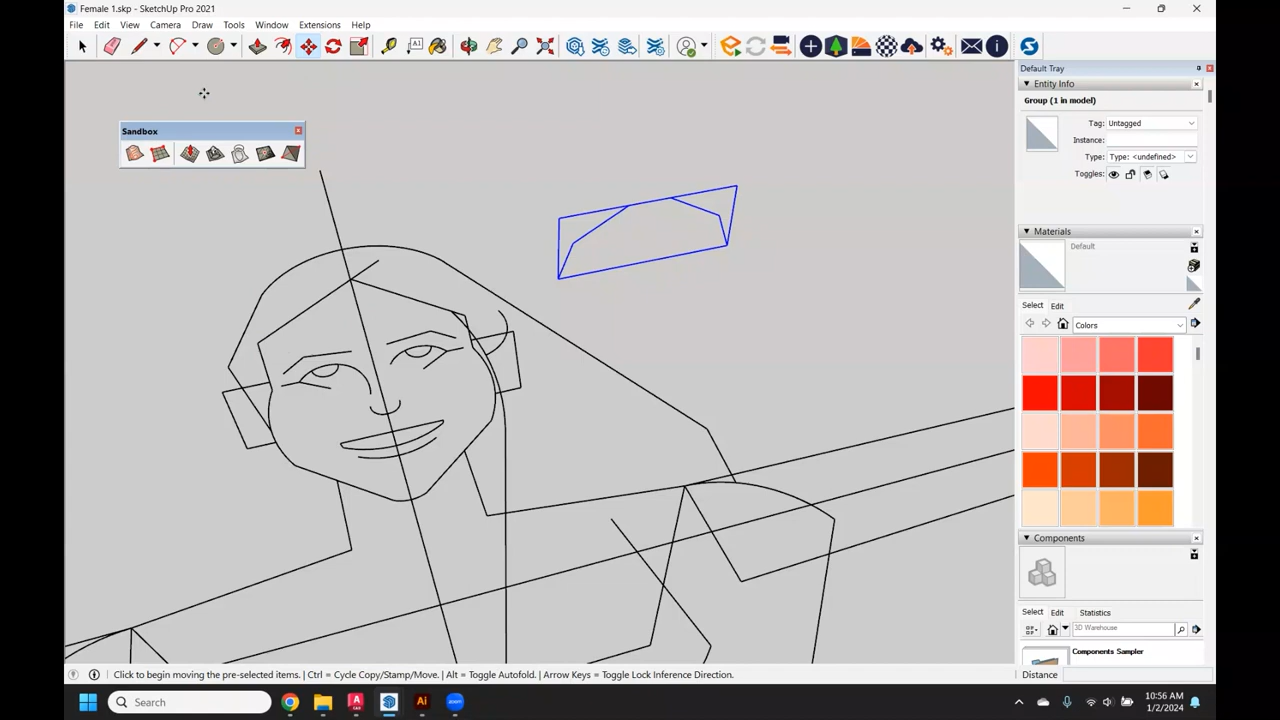 Female 1.skp - SketchUp Pro 2021
File Edit View Camera Draw Tools Window Extensions Help
Default Tray
Entity Info
Group (1 in model)
Tag: Untagged
Instance:
Type: Type: <undefined>
Toggles:
Sandbox
Materials
Default
Select Edit
Colors
Components
Select Edit Statistics
3D Warehouse
Components Sampler
Click to begin moving the pre-selected items. | Ctrl = Cycle Copy/Stamp/Move. | Alt = Toggle Autofold. | Arrow Keys = Toggle Lock Inference Direction.
Distance
Search
10:56 AM
1/2/2024